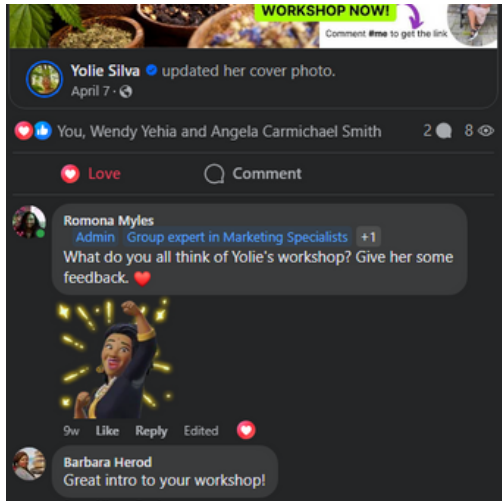 WORKSHOP NOW!
Comment #me to get the link
Yolie Silva updated her cover photo.
April 7 ·
You, Wendy Yehia and Angela Carmichael Smith 2 8
Love Comment
Romona Myles
Admin Group expert in Marketing Specialists +1
What do you all think of Yolie's workshop? Give her some
feedback. ❤️
9w Like Reply Edited
Barbara Herod
Great intro to your workshop!